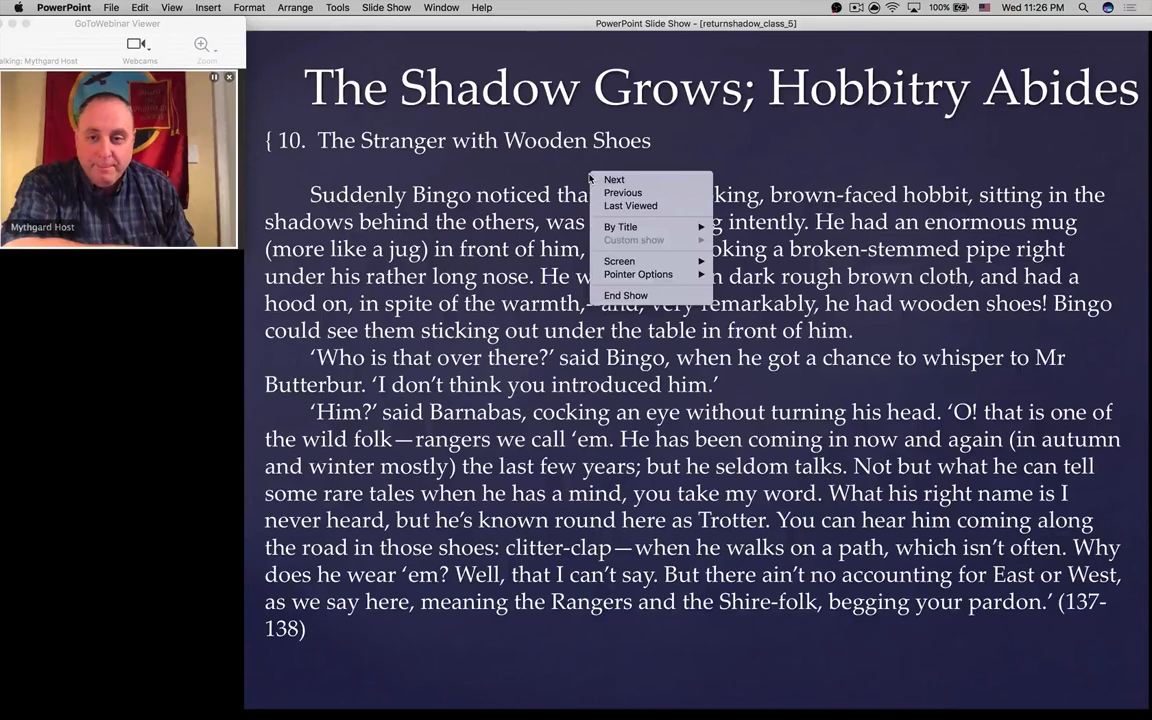 PowerPoint File Edit View Insert Format Arrange Tools Slide Show Window Help 100% Wed 11:26 PM
GoToWebinar Viewer
PowerPoint Slide Show - [returnshadow_class_5]
alking: Mythgard Host
Webcams
Zoom
Mythgard Host
The Shadow Grows; Hobbitry Abides
{ 10. The Stranger with Wooden Shoes
Next
Previous
Last Viewed
By Title
Custom show
Screen
Pointer Options
End Show
Suddenly Bingo noticed tha king, brown-faced hobbit, sitting in the
shadows behind the others, was g intently. He had an enormous mug
(more like a jug) in front of him, oking a broken-stemmed pipe right
under his rather long nose. He w n dark rough brown cloth, and had a
hood on, in spite of the warmth,- and, very remarkably, he had wooden shoes! Bingo
could see them sticking out under the table in front of him.
‘Who is that over there?’ said Bingo, when he got a chance to whisper to Mr
Butterbur. ‘I don’t think you introduced him.’
‘Him?’ said Barnabas, cocking an eye without turning his head. ‘O! that is one of
the wild folk—rangers we call ‘em. He has been coming in now and again (in autumn
and winter mostly) the last few years; but he seldom talks. Not but what he can tell
some rare tales when he has a mind, you take my word. What his right name is I
never heard, but he’s known round here as Trotter. You can hear him coming along
the road in those shoes: clitter-clap—when he walks on a path, which isn’t often. Why
does he wear ‘em? Well, that I can’t say. But there ain’t no accounting for East or West,
as we say here, meaning the Rangers and the Shire-folk, begging your pardon.’ (137-
138)